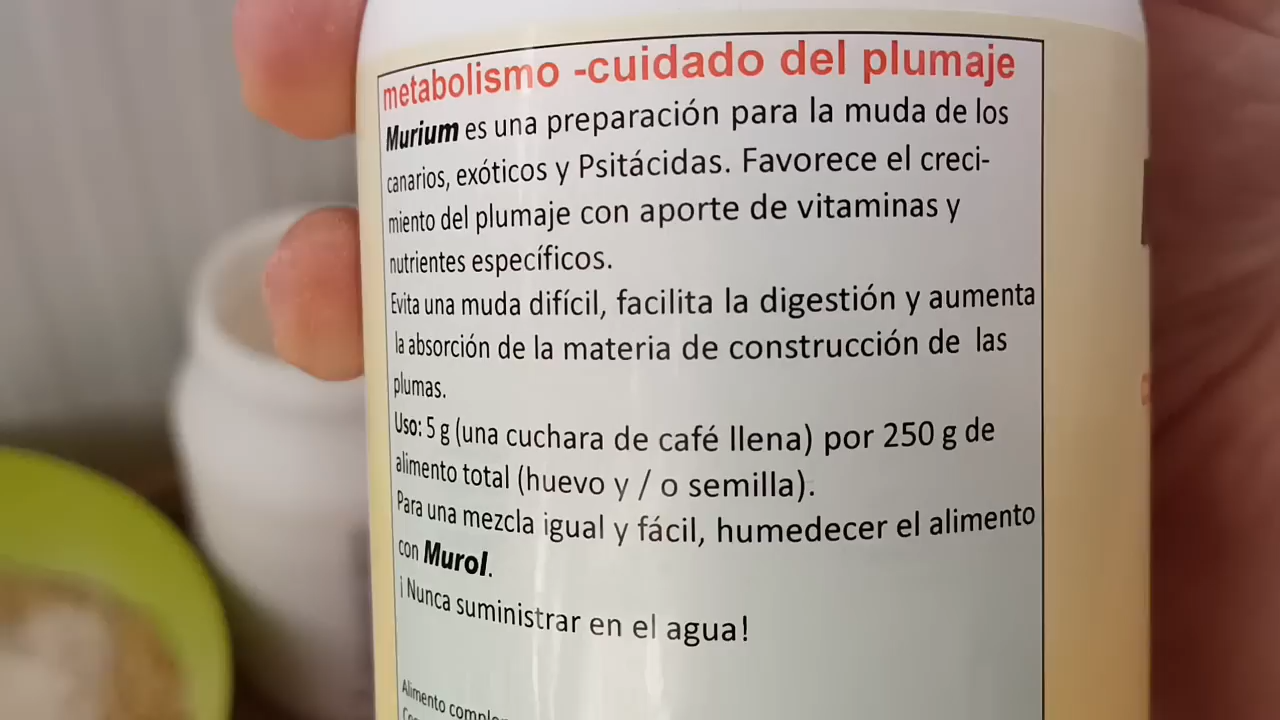 metabolismo -cuidado del plumaje
Murium es una preparación para la muda de los
canarios, exóticos y Psitácidas. Favorece el creci-
miento del plumaje con aporte de vitaminas y
nutrientes específicos.
Evita una muda difícil, facilita la digestión y aumenta
la absorción de la materia de construcción de las
plumas.
Uso: 5 g (una cuchara de café llena) por 250 g de
alimento total (huevo y / o semilla).
Para una mezcla igual y fácil, humedecer el alimento
con Murol.
¡ Nunca suministrar en el agua!
Alimento